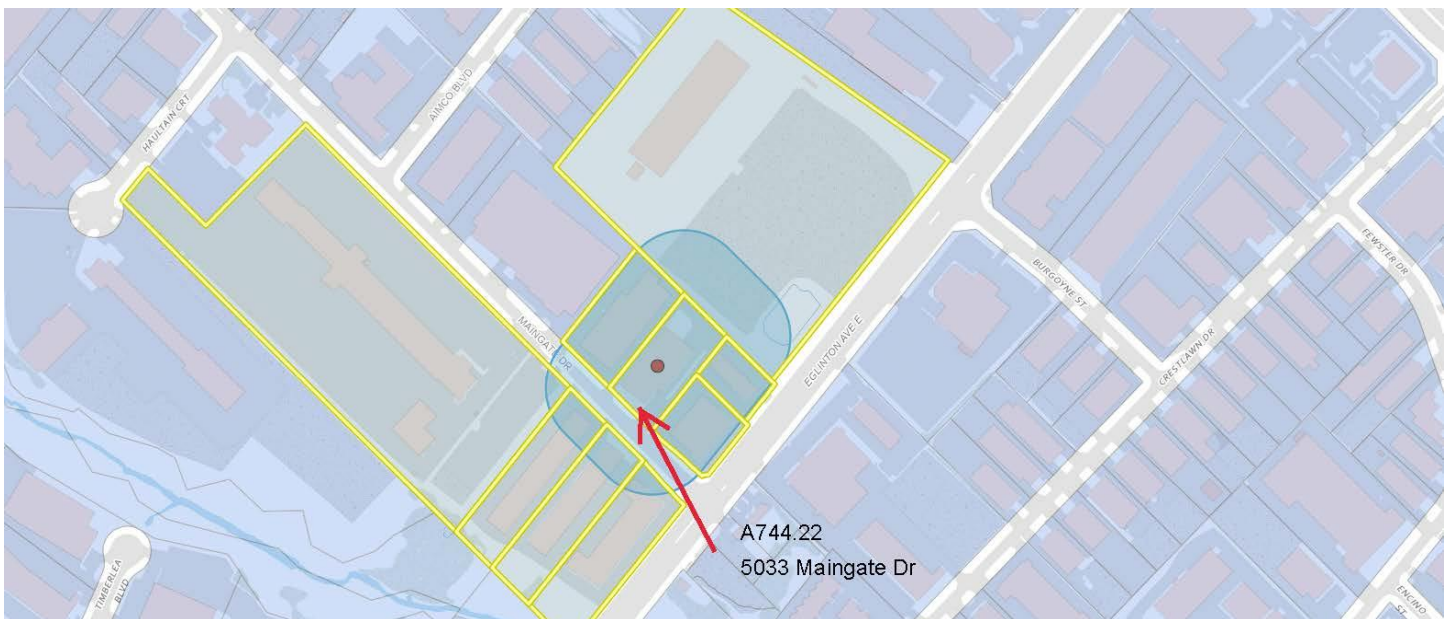 HAULTAIN CRT
AIMCO BLVD
MAINGATE DR
EGLINTON AVE E
BURGOYNE ST
FEWSTER DR
CRESTLAWN DR
A744.22
5033 Maingate Dr
TIMBERLEA
BLVD
ENCINO
ST